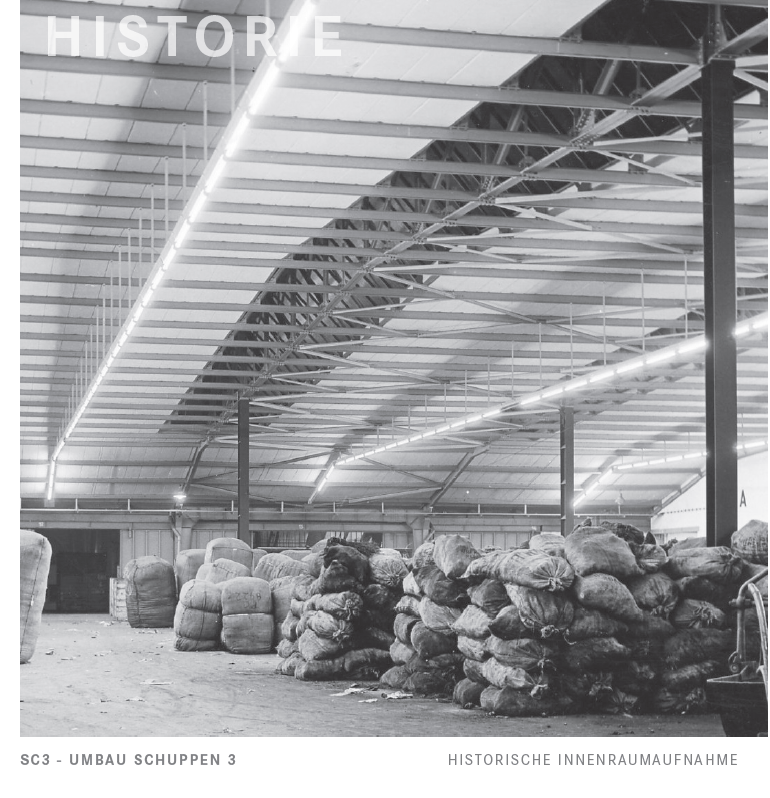 HISTORIE
A
SC3 - UMBAU SCHUPPEN 3
HISTORISCHE INNENRAUMAUFNAHME